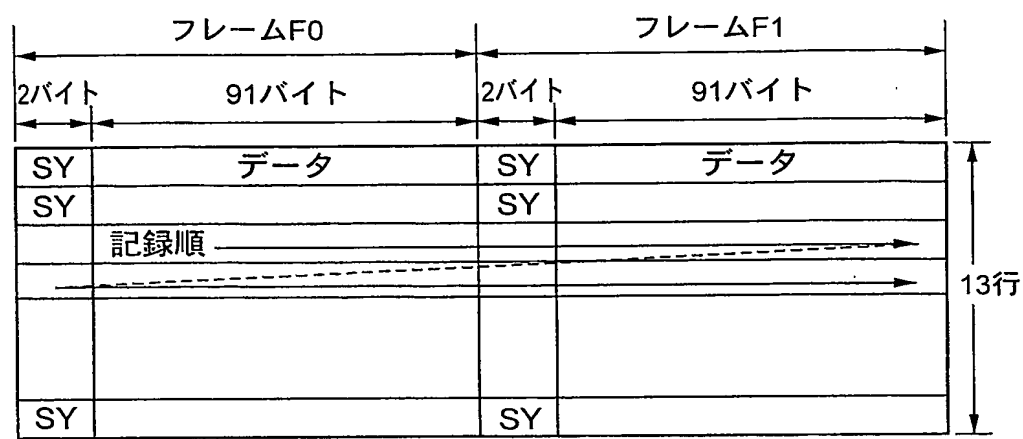 フレームF0 フレームF1
2バイト 91バイト 2バイト 91バイト
SY データ SY データ
SY SY
記録順
13行
SY SY